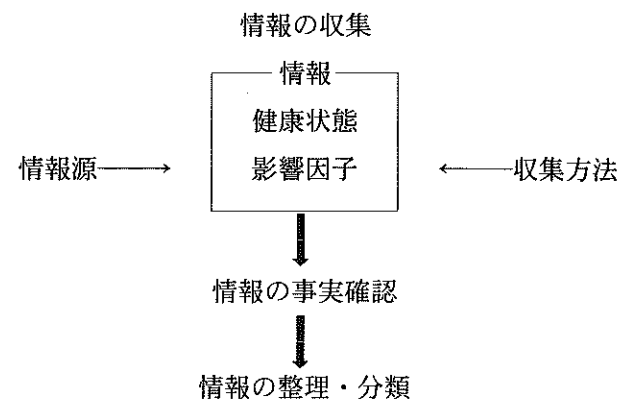 情報の収集
情報
健康状態
情報源
影響因子
収集方法
情報の事実確認
情報の整理・分類